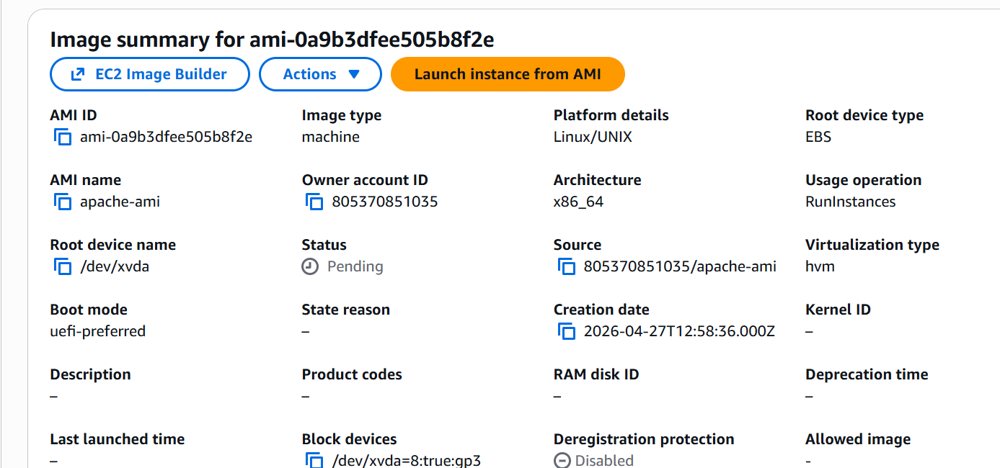 Image summary for ami-0a9b3dfee505b8f2e
EC2 Image Builder Actions Launch instance from AMI
AMI ID Image type Platform details Root device type
ami-0a9b3dfee505b8f2e machine Linux/UNIX EBS
AMI name Owner account ID Architecture Usage operation
apache-ami 805370851035 x86_64 RunInstances
Root device name Status Source Virtualization type
/dev/xvda Pending 805370851035/apache-ami hvm
Boot mode State reason Creation date Kernel ID
uefi-preferred – 2026-04-27T12:58:36.000Z –
Description Product codes RAM disk ID Deprecation time
– – – –
Last launched time Block devices Deregistration protection Allowed image
– /dev/xvda=8:true:gp3 Disabled -